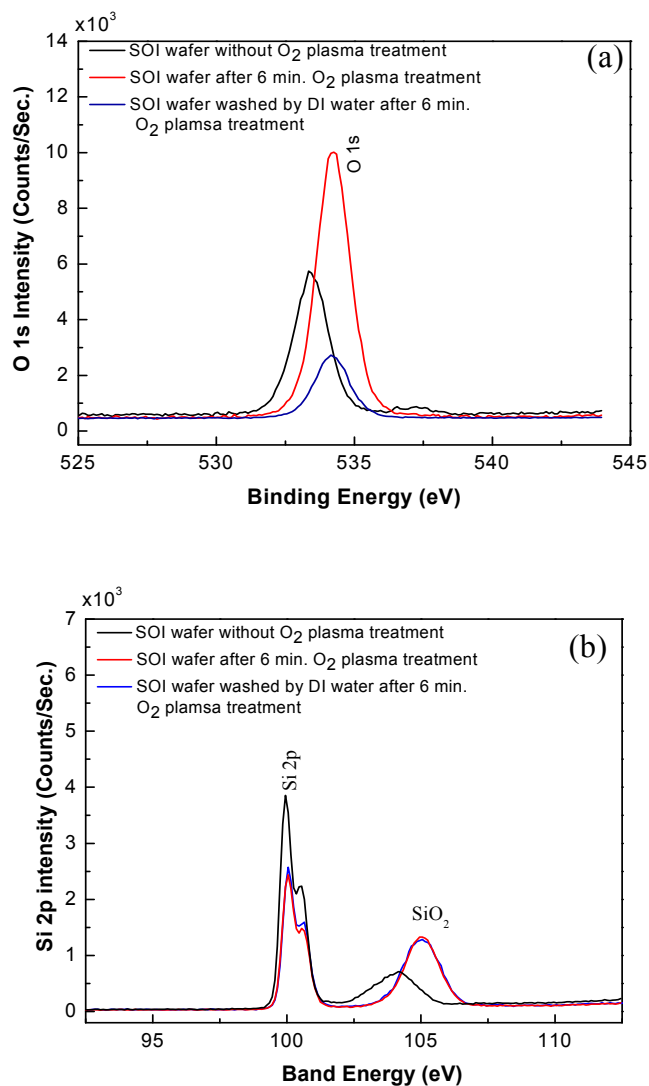 x10³
14
12
10
8
6
4
2
0
O 1s Intensity (Counts/Sec.)
SOI wafer without O₂ plasma treatment
SOI wafer after 6 min. O₂ plasma treatment
SOI wafer washed by DI water after 6 min.
O₂ plamsa treatment
(a)
O 1s
525
530
535
540
545
Binding Energy (eV)
x10³
7
6
5
4
3
2
1
0
Si 2p intensity (Counts/Sec.)
SOI wafer without O₂ plasma treatment
SOI wafer after 6 min. O₂ plasma treatment
SOI wafer washed by DI water after 6 min.
O₂ plamsa treatment
(b)
Si 2p
SiO₂
95
100
105
110
Band Energy (eV)